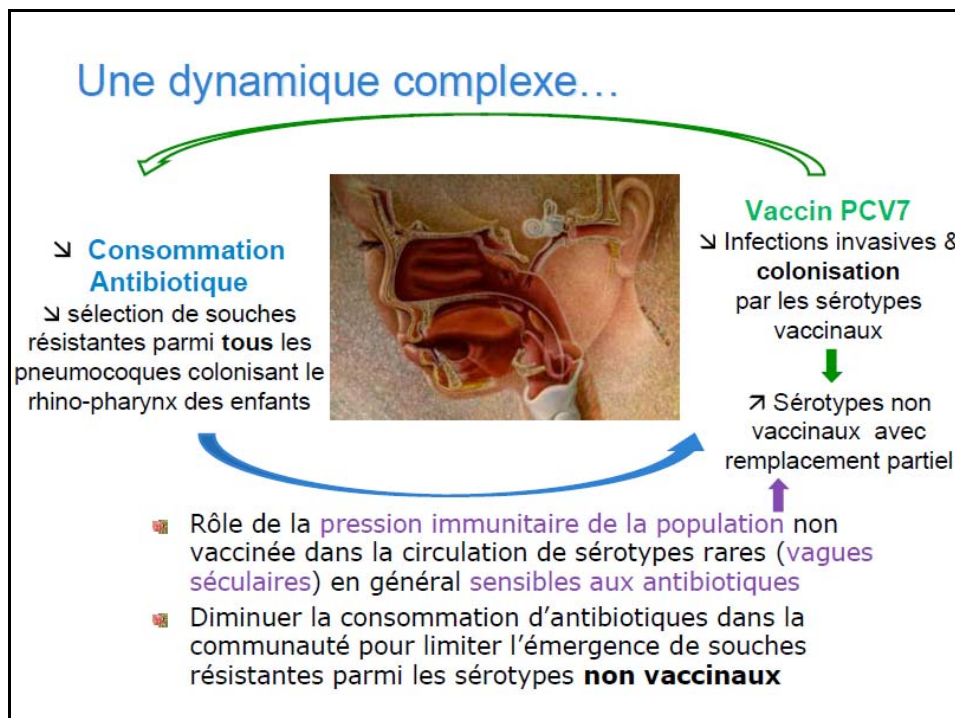 Une dynamique complexe…
↘ Consommation
Antibiotique
↘ sélection de souches
résistantes parmi tous les
pneumocoques colonisant le
rhino-pharynx des enfants
Vaccin PCV7
↘ Infections invasives &
colonisation
par les sérotypes
vaccinaux
↗ Sérotypes non
vaccinaux avec
remplacement partiel
Rôle de la pression immunitaire de la population non
vaccinée dans la circulation de sérotypes rares (vagues
séculaires) en général sensibles aux antibiotiques
Diminuer la consommation d’antibiotiques dans la
communauté pour limiter l’émergence de souches
résistantes parmi les sérotypes non vaccinaux